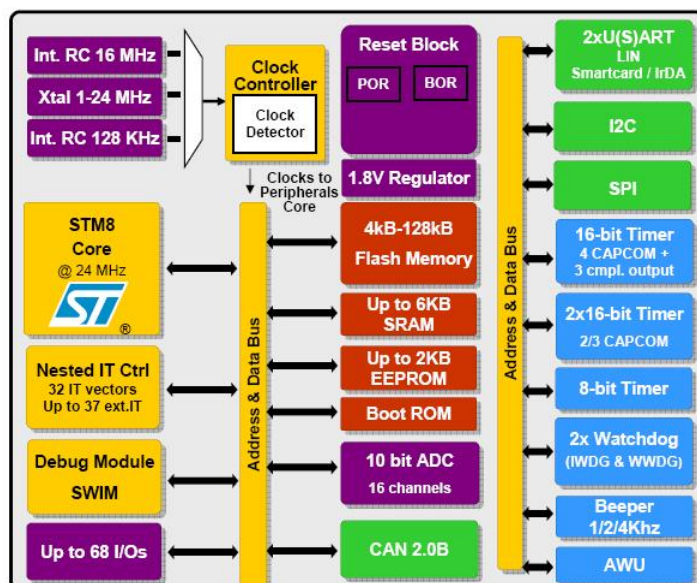 Int. RC 16 MHz
Xtal 1-24 MHz
Int. RC 128 KHz
Clock
Controller
Clock
Detector
Clocks to
Peripherals
Core
Reset Block
POR
BOR
1.8V Regulator
STM8
Core
@ 24 MHz
ST
®
Nested IT Ctrl
32 IT vectors
Up to 37 ext.IT
Debug Module
SWIM
Up to 68 I/Os
Address & Data Bus
4kB-128kB
Flash Memory
Up to 6KB
SRAM
Up to 2KB
EEPROM
Boot ROM
10 bit ADC
16 channels
CAN 2.0B
Address & Data Bus
2xU(S)ART
LIN
Smartcard / IrDA
I2C
SPI
16-bit Timer
4 CAPCOM +
3 cmpl. output
2x16-bit Timer
2/3 CAPCOM
8-bit Timer
2x Watchdog
(IWDG & WWDG)
Beeper
1/2/4Khz
AWU